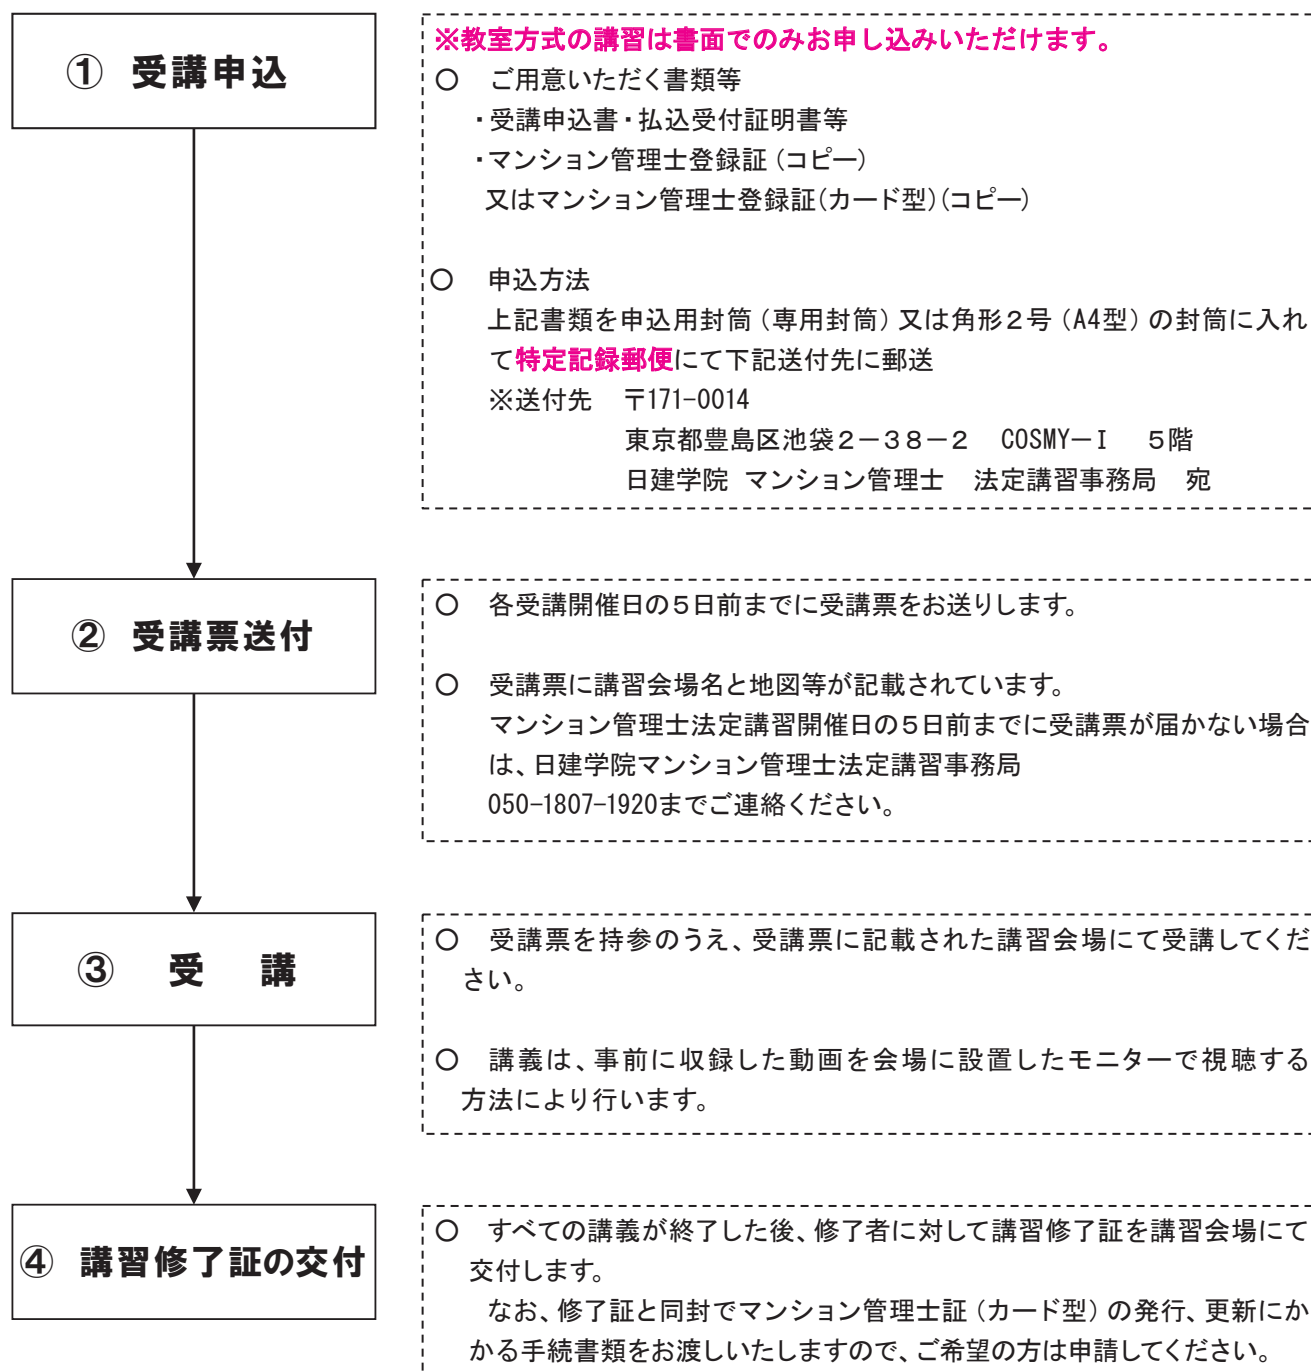 ① 受講申込
※教室方式の講習は書面でのみお申し込みいただけます。
○ ご用意いただく書類等
・受講申込書・払込受付証明書等
・マンション管理士登録証（コピー）
又はマンション管理士登録証（カード型）（コピー）
○ 申込方法
上記書類を申込用封筒（専用封筒）又は角形２号（A4型）の封筒に入れ
て特定記録郵便にて下記送付先に郵送
※送付先 〒171-0014
東京都豊島区池袋２－３８－２ COSMY－I ５階
日建学院 マンション管理士 法定講習事務局 宛
② 受講票送付
○ 各受講開催日の５日前までに受講票をお送りします。
○ 受講票に講習会場名と地図等が記載されています。
マンション管理士法定講習開催日の５日前までに受講票が届かない場合
は、日建学院マンション管理士法定講習事務局
050-1807-1920までご連絡ください。
③ 受 講
○ 受講票を持参のうえ、受講票に記載された講習会場にて受講してくだ
さい。
○ 講義は、事前に収録した動画を会場に設置したモニターで視聴する
方法により行います。
④ 講習修了証の交付
○ すべての講義が終了した後、修了者に対して講習修了証を講習会場にて
交付します。
なお、修了証と同封でマンション管理士証（カード型）の発行、更新にか
かる手続書類をお渡しいたしますので、ご希望の方は申請してください。